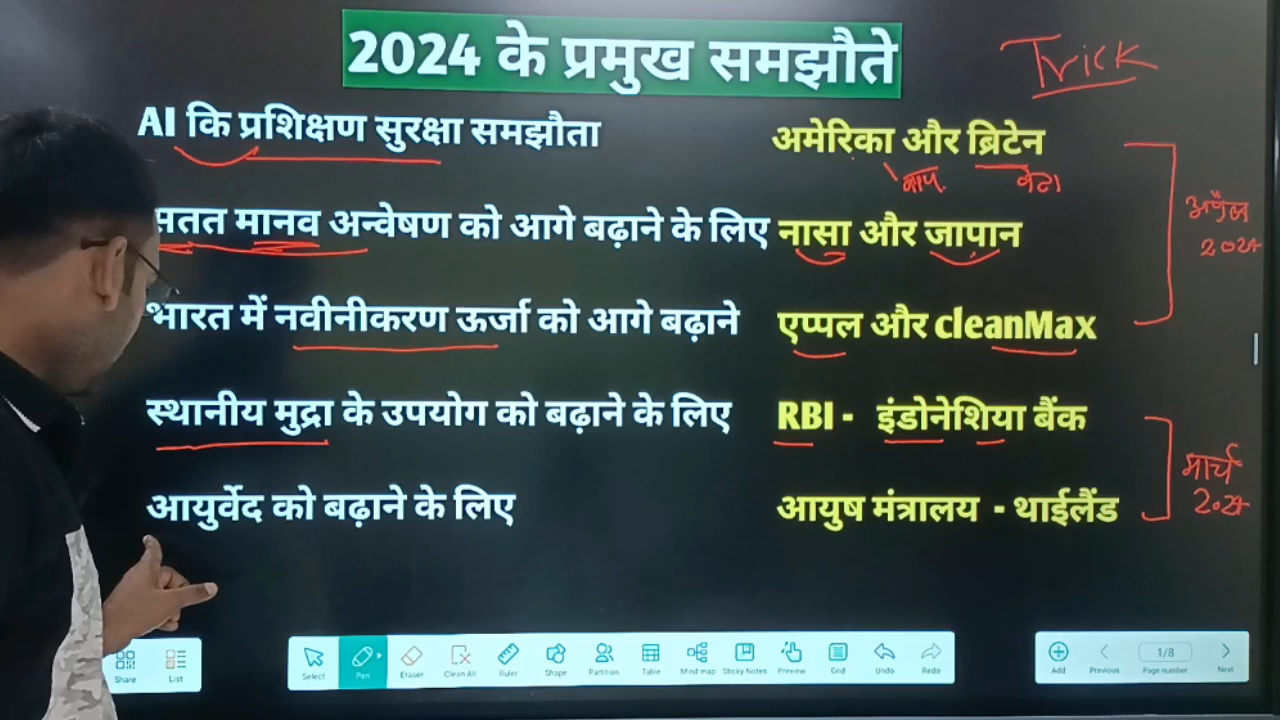 2024 के प्रमुख समझौते
Trick
AI कि प्रशिक्षण सुरक्षा समझौता अमेरिका और ब्रिटेन
बाप बेटा
सतत मानव अन्वेषण को आगे बढ़ाने के लिए नासा और जापान
अप्रैल
2024
भारत में नवीनीकरण ऊर्जा को आगे बढ़ाने एप्पल और cleanMax
स्थानीय मुद्रा के उपयोग को बढ़ाने के लिए RBI - इंडोनेशिया बैंक
मार्च
2024
आयुर्वेद को बढ़ाने के लिए आयुष मंत्रालय - थाईलैंड
Share List Select Pen Eraser Clean All Ruler Shape Partition Table Mind map Sticky Notes Preview Grid Undo Redo Add Previous 1/8 Page number Next